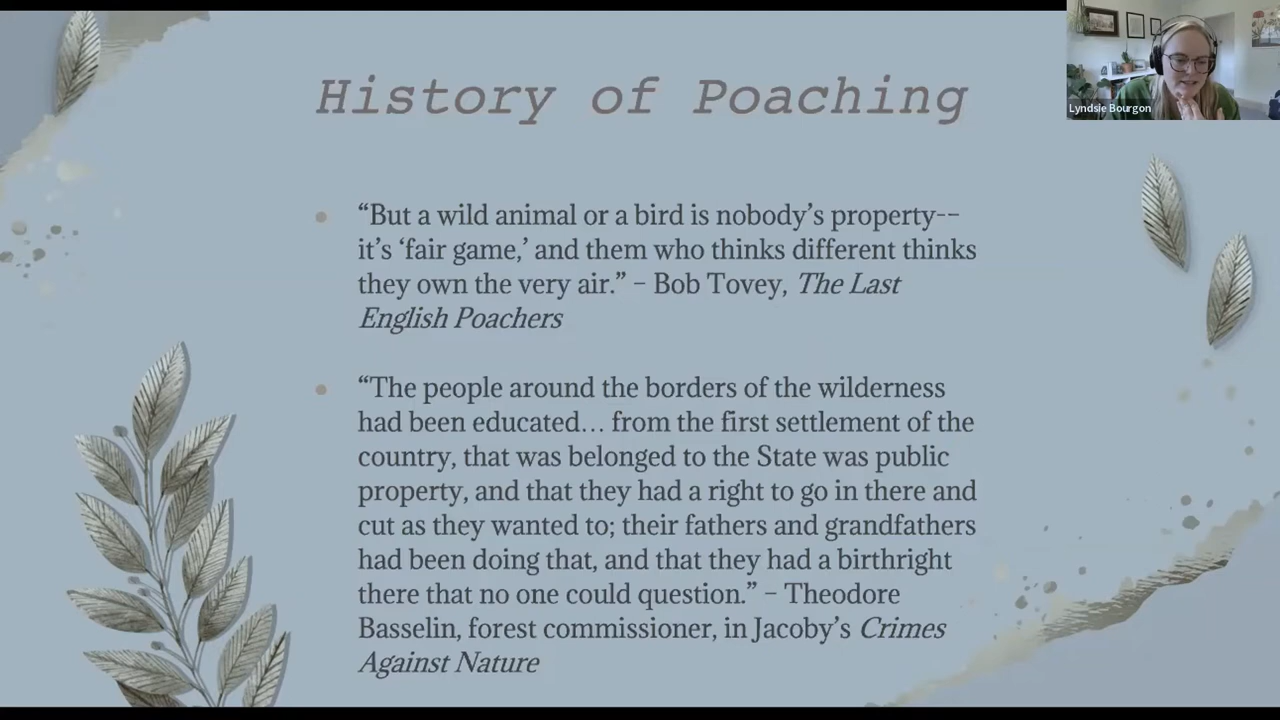 History of Poaching
Lyndsie Bourgon
“But a wild animal or a bird is nobody’s property--
it’s ‘fair game,’ and them who thinks different thinks
they own the very air.” – Bob Tovey, The Last
English Poachers
“The people around the borders of the wilderness
had been educated… from the first settlement of the
country, that was belonged to the State was public
property, and that they had a right to go in there and
cut as they wanted to; their fathers and grandfathers
had been doing that, and that they had a birthright
there that no one could question.” – Theodore
Basselin, forest commissioner, in Jacoby’s Crimes
Against Nature